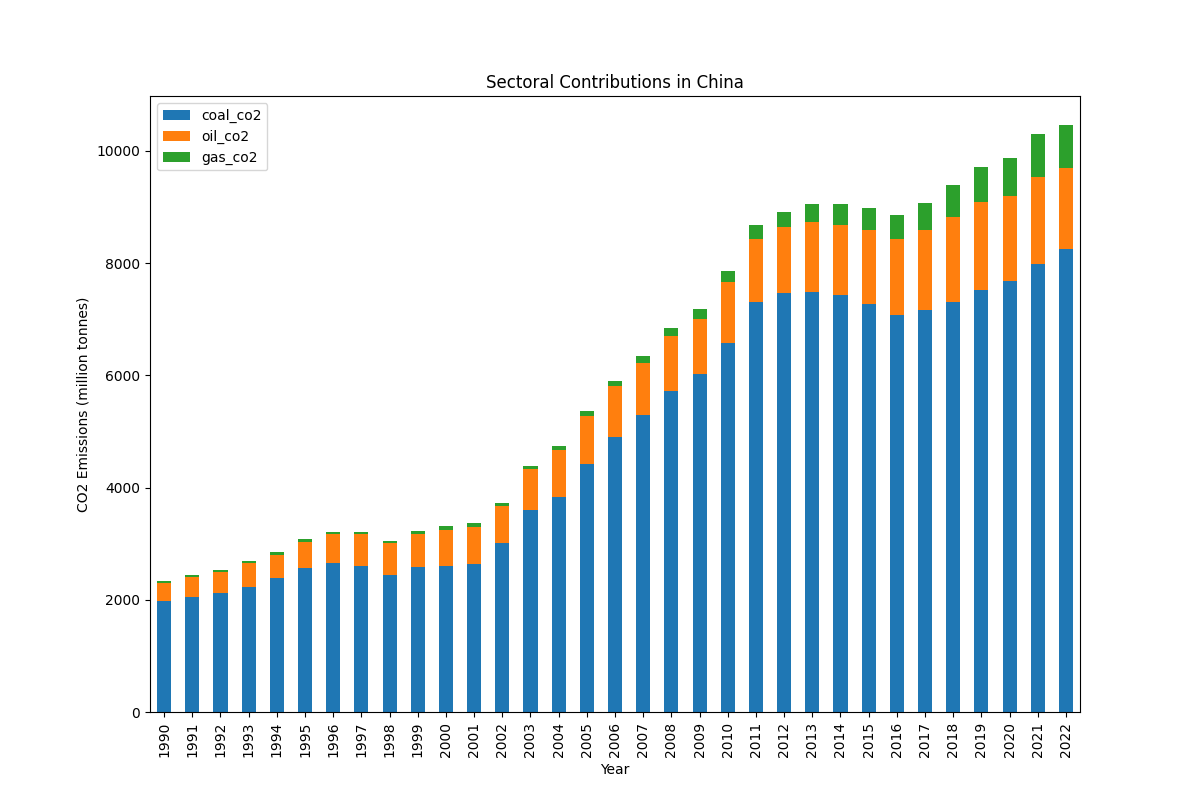 Sectoral Contributions in China
coal_co2
oil_co2
gas_co2
CO2 Emissions (million tonnes)
10000
8000
6000
4000
2000
0
1990 1991 1992 1993 1994 1995 1996 1997 1998 1999 2000 2001 2002 2003 2004 2005 2006 2007 2008 2009 2010 2011 2012 2013 2014 2015 2016 2017 2018 2019 2020 2021 2022
Year